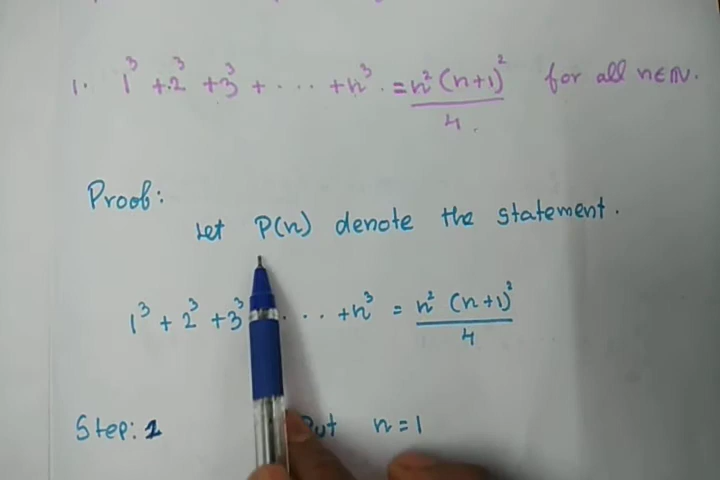 1. 1³ + 2³ + 3³ + ... + n³ = n²(n+1)²/4 for all n∈N.
Proof:
Let P(n) denote the statement.
1³ + 2³ + 3³ ... + n³ = n² (n+1)²/4
Step: 1 Put n = 1